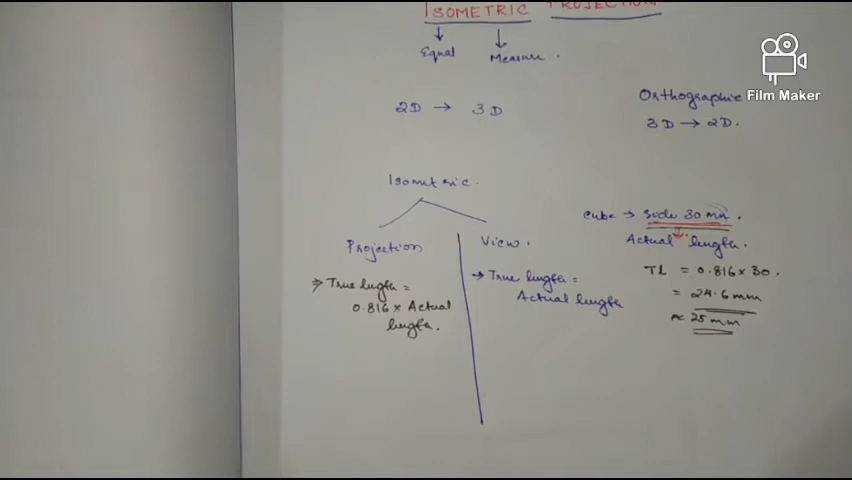 ISOMETRIC PROJECTION
Equal Measure.
2D → 3D
Orthographic
3D → 2D.
Film Maker
Isometric.
Projection
View.
⇒ True length =
0.816 × Actual
length.
→ True length =
Actual length
Cube → Side 30 mm.
Actual length.
TL = 0.816 × 30.
= 24.6 mm
≈ 25 mm